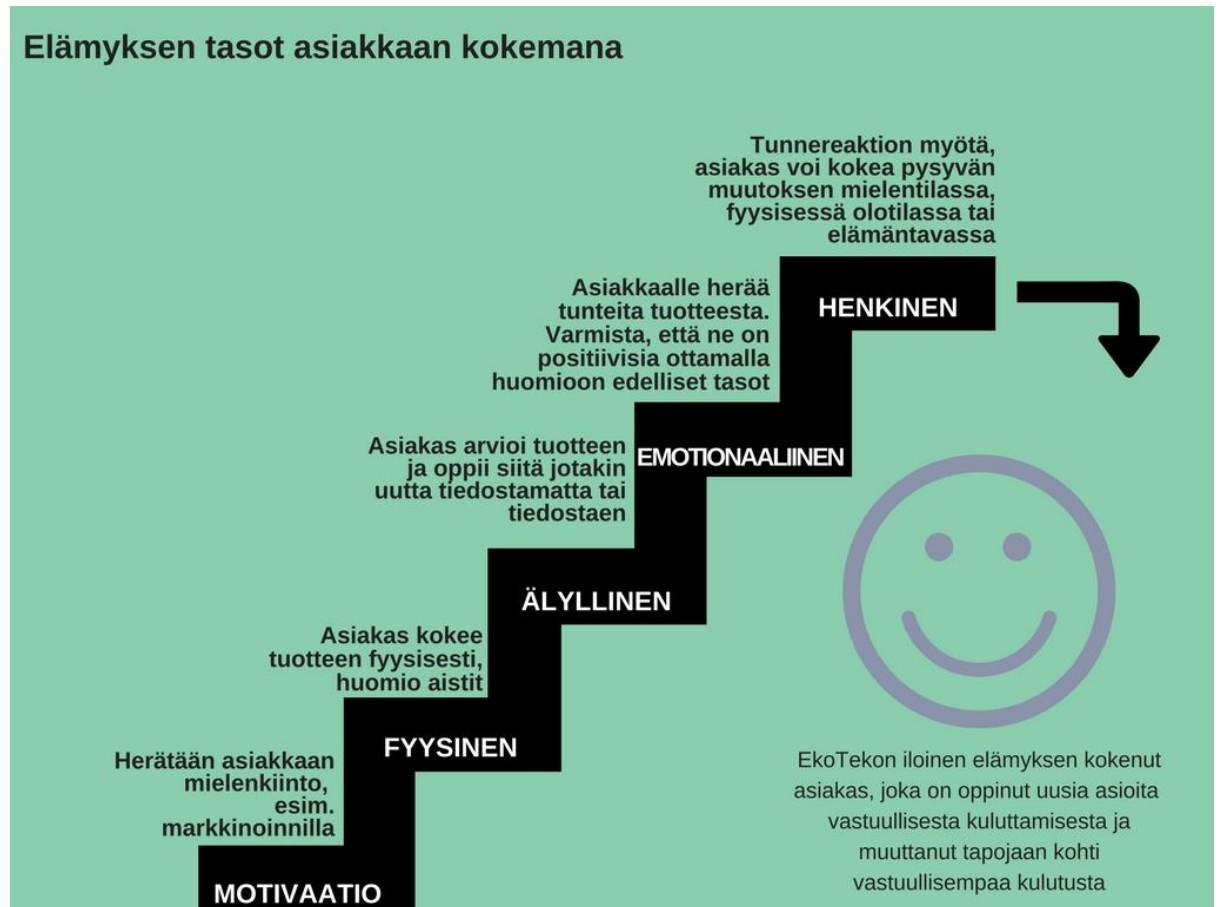 Elämyksen tasot asiakkaan kokemana
Tunnereaktion myötä,
asiakas voi kokea pysyvän
muutoksen mielentilassa,
fyysisessä olotilassa tai
elämäntavassa
HENKINEN
Asiakkaalle herää
tunteita tuotteesta.
Varmista, että ne on
positiivisia ottamalla
huomioon edelliset tasot
EMOTIONAALIINEN
Asiakas arvioi tuotteen
ja oppii siitä jotakin
uutta tiedostamatta tai
tiedostaen
ÄLYLLINEN
Asiakas kokee
tuotteen fyysisesti,
huomio aistit
FYYSINEN
Herätään asiakkaan
mielenkiinto,
esim.
markkinoinnilla
MOTIVAATIO
EkoTekon iloinen elämyksen kokenut
asiakas, joka on oppinut uusia asioita
vastuullisesta kuluttamisesta ja
muuttanut tapojaan kohti
vastuullisempaa kulutusta